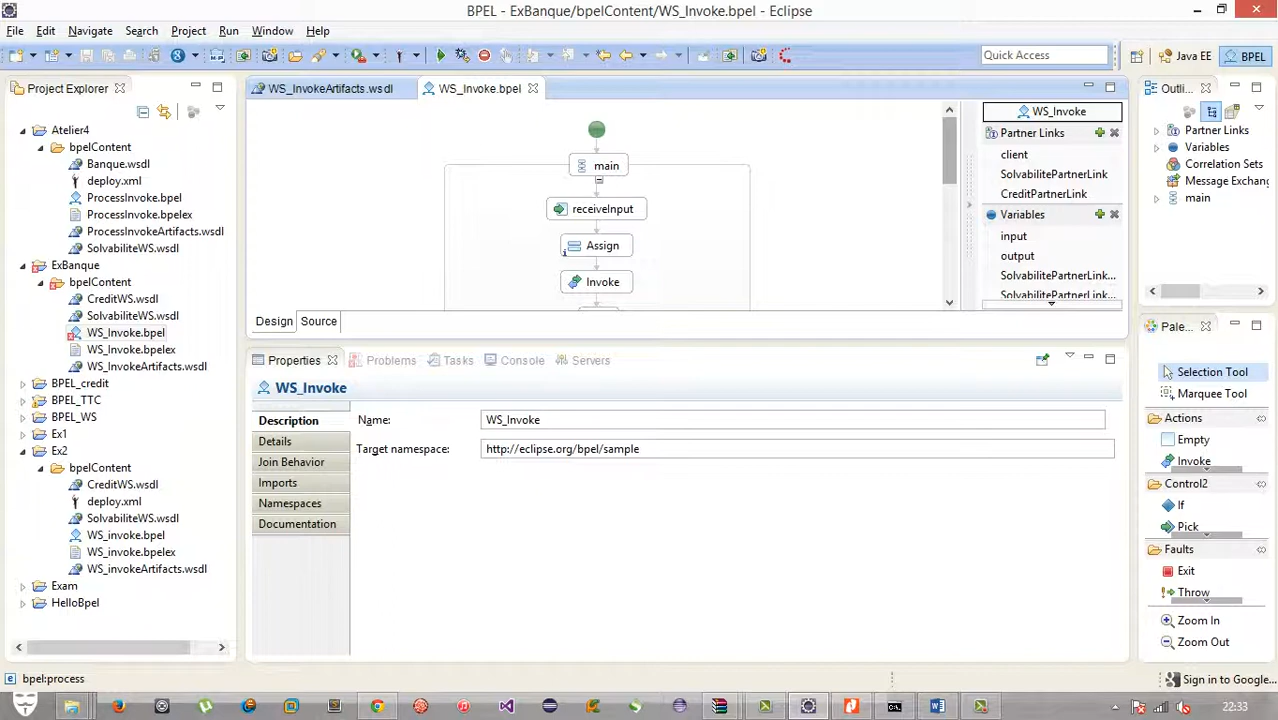 BPEL - ExBanque/bpelContent/WS_Invoke.bpel - Eclipse
File Edit Navigate Search Project Run Window Help
Quick Access
Java EE
BPEL
Project Explorer
Atelier4
bpelContent
Banque.wsdl
deploy.xml
ProcessInvoke.bpel
ProcessInvoke.bpelex
ProcessInvokeArtifacts.wsdl
SolvabiliteWS.wsdl
ExBanque
bpelContent
CreditWS.wsdl
SolvabiliteWS.wsdl
WS_Invoke.bpel
WS_Invoke.bpelex
WS_InvokeArtifacts.wsdl
BPEL_credit
BPEL_TTC
BPEL_WS
Ex1
Ex2
bpelContent
CreditWS.wsdl
deploy.xml
SolvabiliteWS.wsdl
WS_invoke.bpel
WS_invoke.bpelex
WS_invokeArtifacts.wsdl
Exam
HelloBpel
WS_InvokeArtifacts.wsdl
WS_Invoke.bpel
main
receiveInput
Assign
Invoke
WS_Invoke
Partner Links
client
SolvabilitePartnerLink
CreditPartnerLink
Variables
input
output
SolvabilitePartnerLink...
SolvabilitePartnerLink...
Design Source
Outli...
Partner Links
Variables
Correlation Sets
Message Exchang
main
Properties Problems Tasks Console Servers
WS_Invoke
Description
Details
Join Behavior
Imports
Namespaces
Documentation
Name: WS_Invoke
Target namespace: http://eclipse.org/bpel/sample
Pale...
Selection Tool
Marquee Tool
Actions
Empty
Invoke
Control2
If
Pick
Faults
Exit
Throw
Zoom In
Zoom Out
bpel:process
Sign in to Google...
22:33